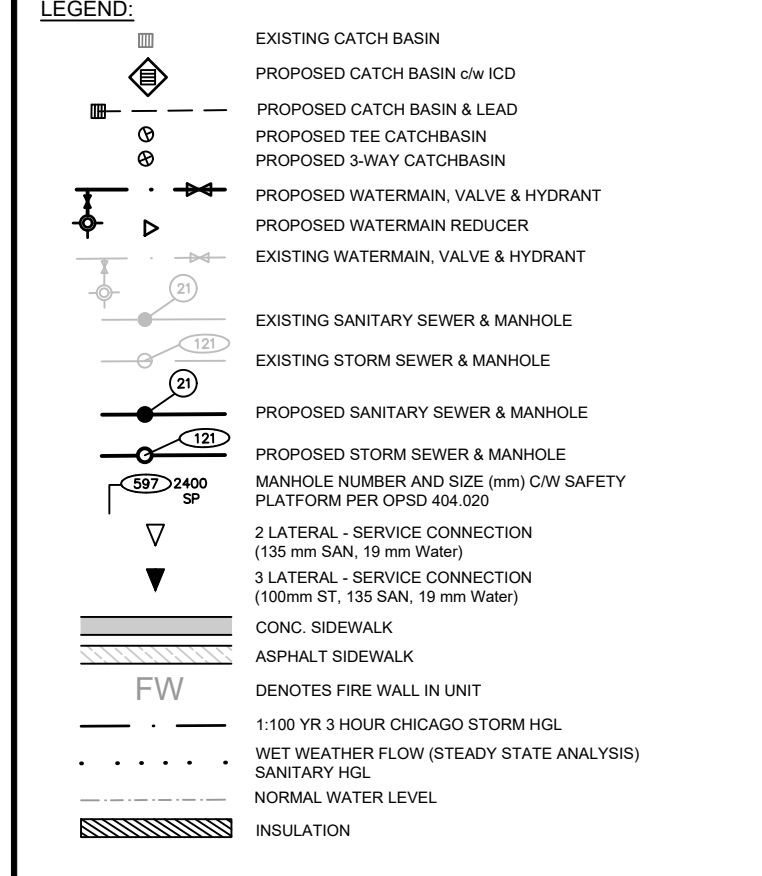 LEGEND:
EXISTING CATCH BASIN
PROPOSED CATCH BASIN c/w ICD
PROPOSED CATCH BASIN & LEAD
PROPOSED TEE CATCHBASIN
PROPOSED 3-WAY CATCHBASIN
PROPOSED WATERMAIN, VALVE & HYDRANT
PROPOSED WATERMAIN REDUCER
EXISTING WATERMAIN, VALVE & HYDRANT
21
EXISTING SANITARY SEWER & MANHOLE
121
EXISTING STORM SEWER & MANHOLE
21
PROPOSED SANITARY SEWER & MANHOLE
121
PROPOSED STORM SEWER & MANHOLE
597 2400
SP
MANHOLE NUMBER AND SIZE (mm) C/W SAFETY
PLATFORM PER OPSD 404.020
2 LATERAL - SERVICE CONNECTION
(135 mm SAN, 19 mm Water)
3 LATERAL - SERVICE CONNECTION
(100mm ST, 135 SAN, 19 mm Water)
CONC. SIDEWALK
ASPHALT SIDEWALK
FW
DENOTES FIRE WALL IN UNIT
1:100 YR 3 HOUR CHICAGO STORM HGL
WET WEATHER FLOW (STEADY STATE ANALYSIS)
SANITARY HGL
NORMAL WATER LEVEL
INSULATION